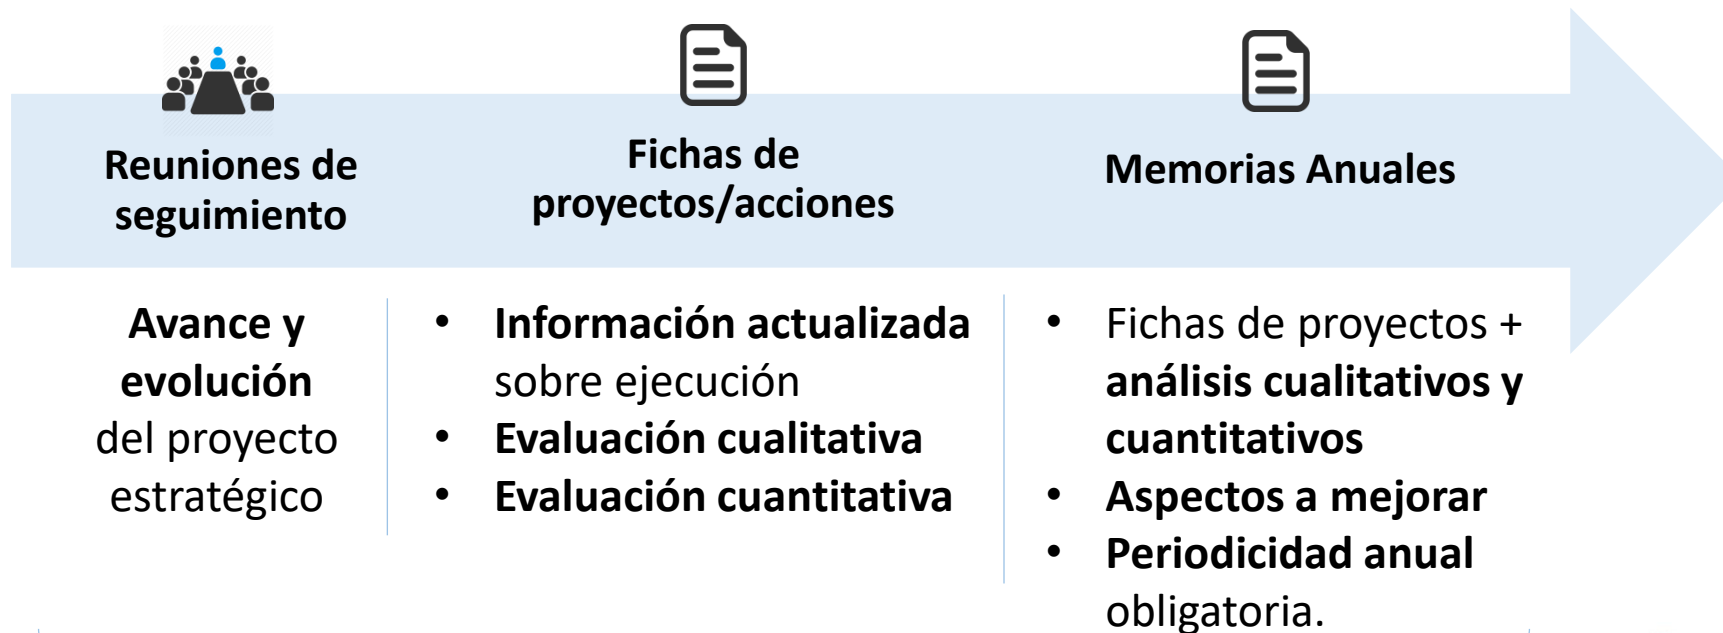 Reuniones de
seguimiento
Fichas de
proyectos/acciones
Memorias Anuales
Avance y
evolución
del proyecto
estratégico
• Información actualizada
sobre ejecución
• Evaluación cualitativa
• Evaluación cuantitativa
• Fichas de proyectos +
análisis cualitativos y
cuantitativos
• Aspectos a mejorar
• Periodicidad anual
obligatoria.